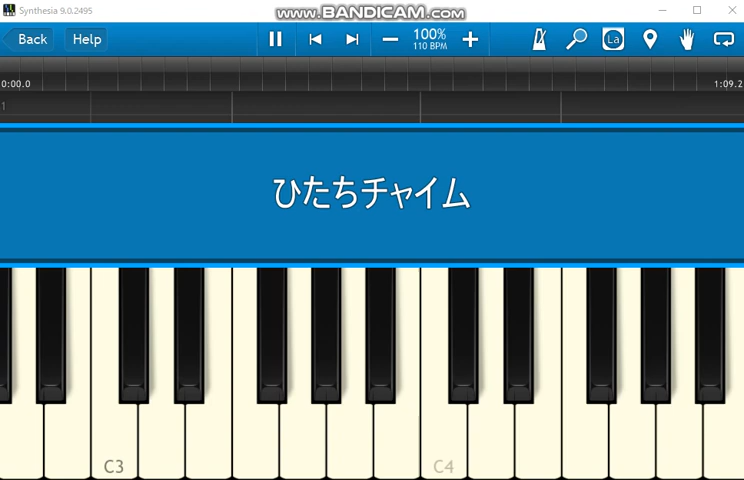 Synthesia 9.0.2495
www.BANDICAM.com
Back
Help
100%
110 BPM
La
0:00.0
1:09.2
1
ひたちチャイム
C3
C4